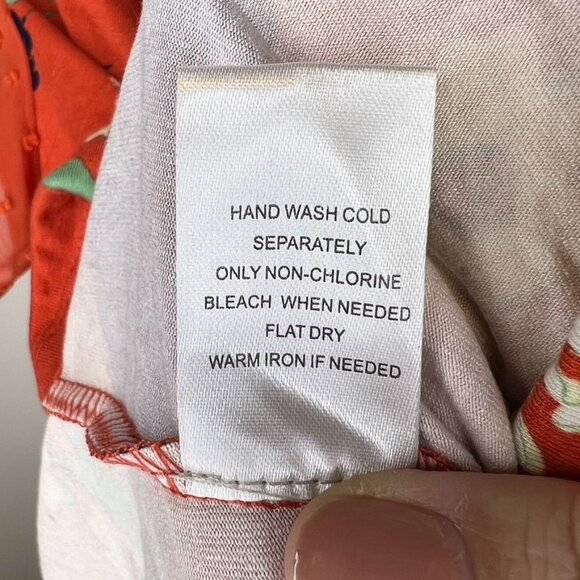 HAND WASH COLD
SEPARATELY
ONLY NON-CHLORINE
BLEACH WHEN NEEDED
FLAT DRY
WARM IRON IF NEEDED